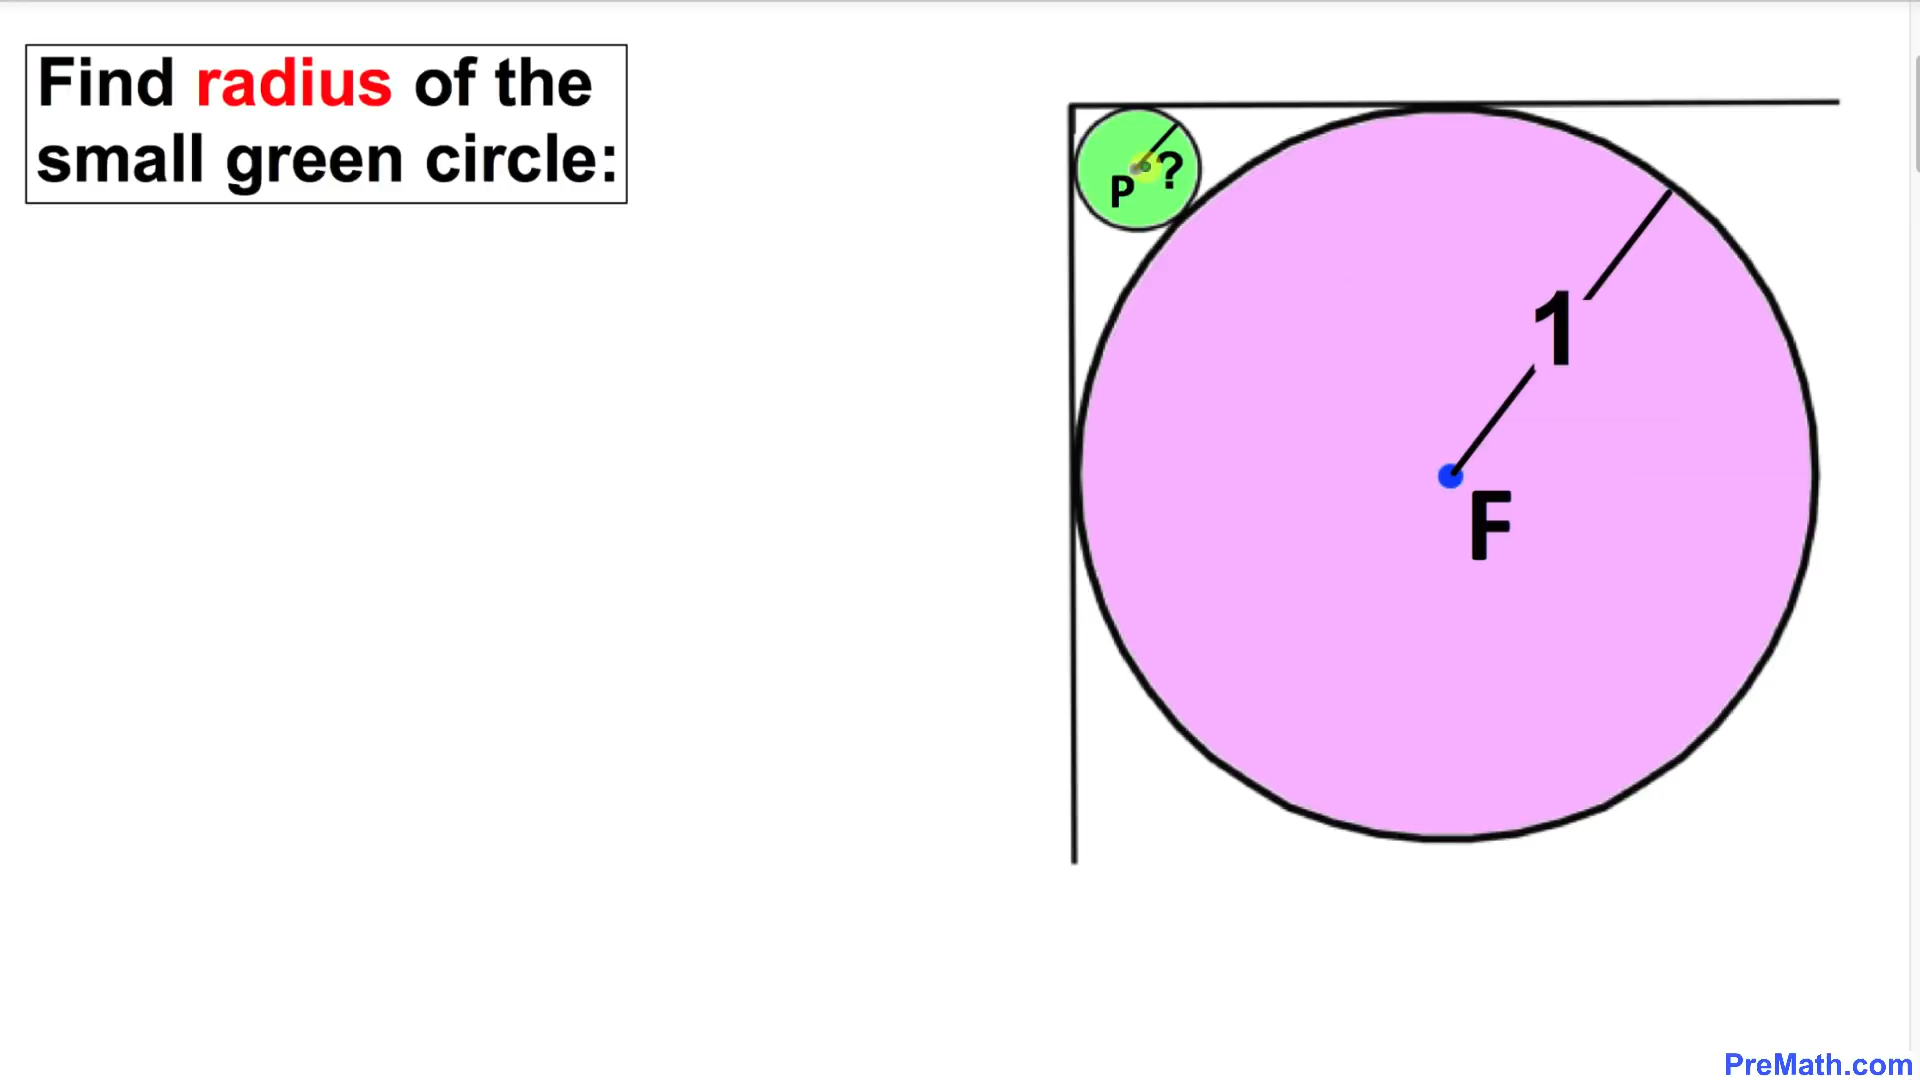 Find radius of the
small green circle:
P ?
1
F
PreMath.com